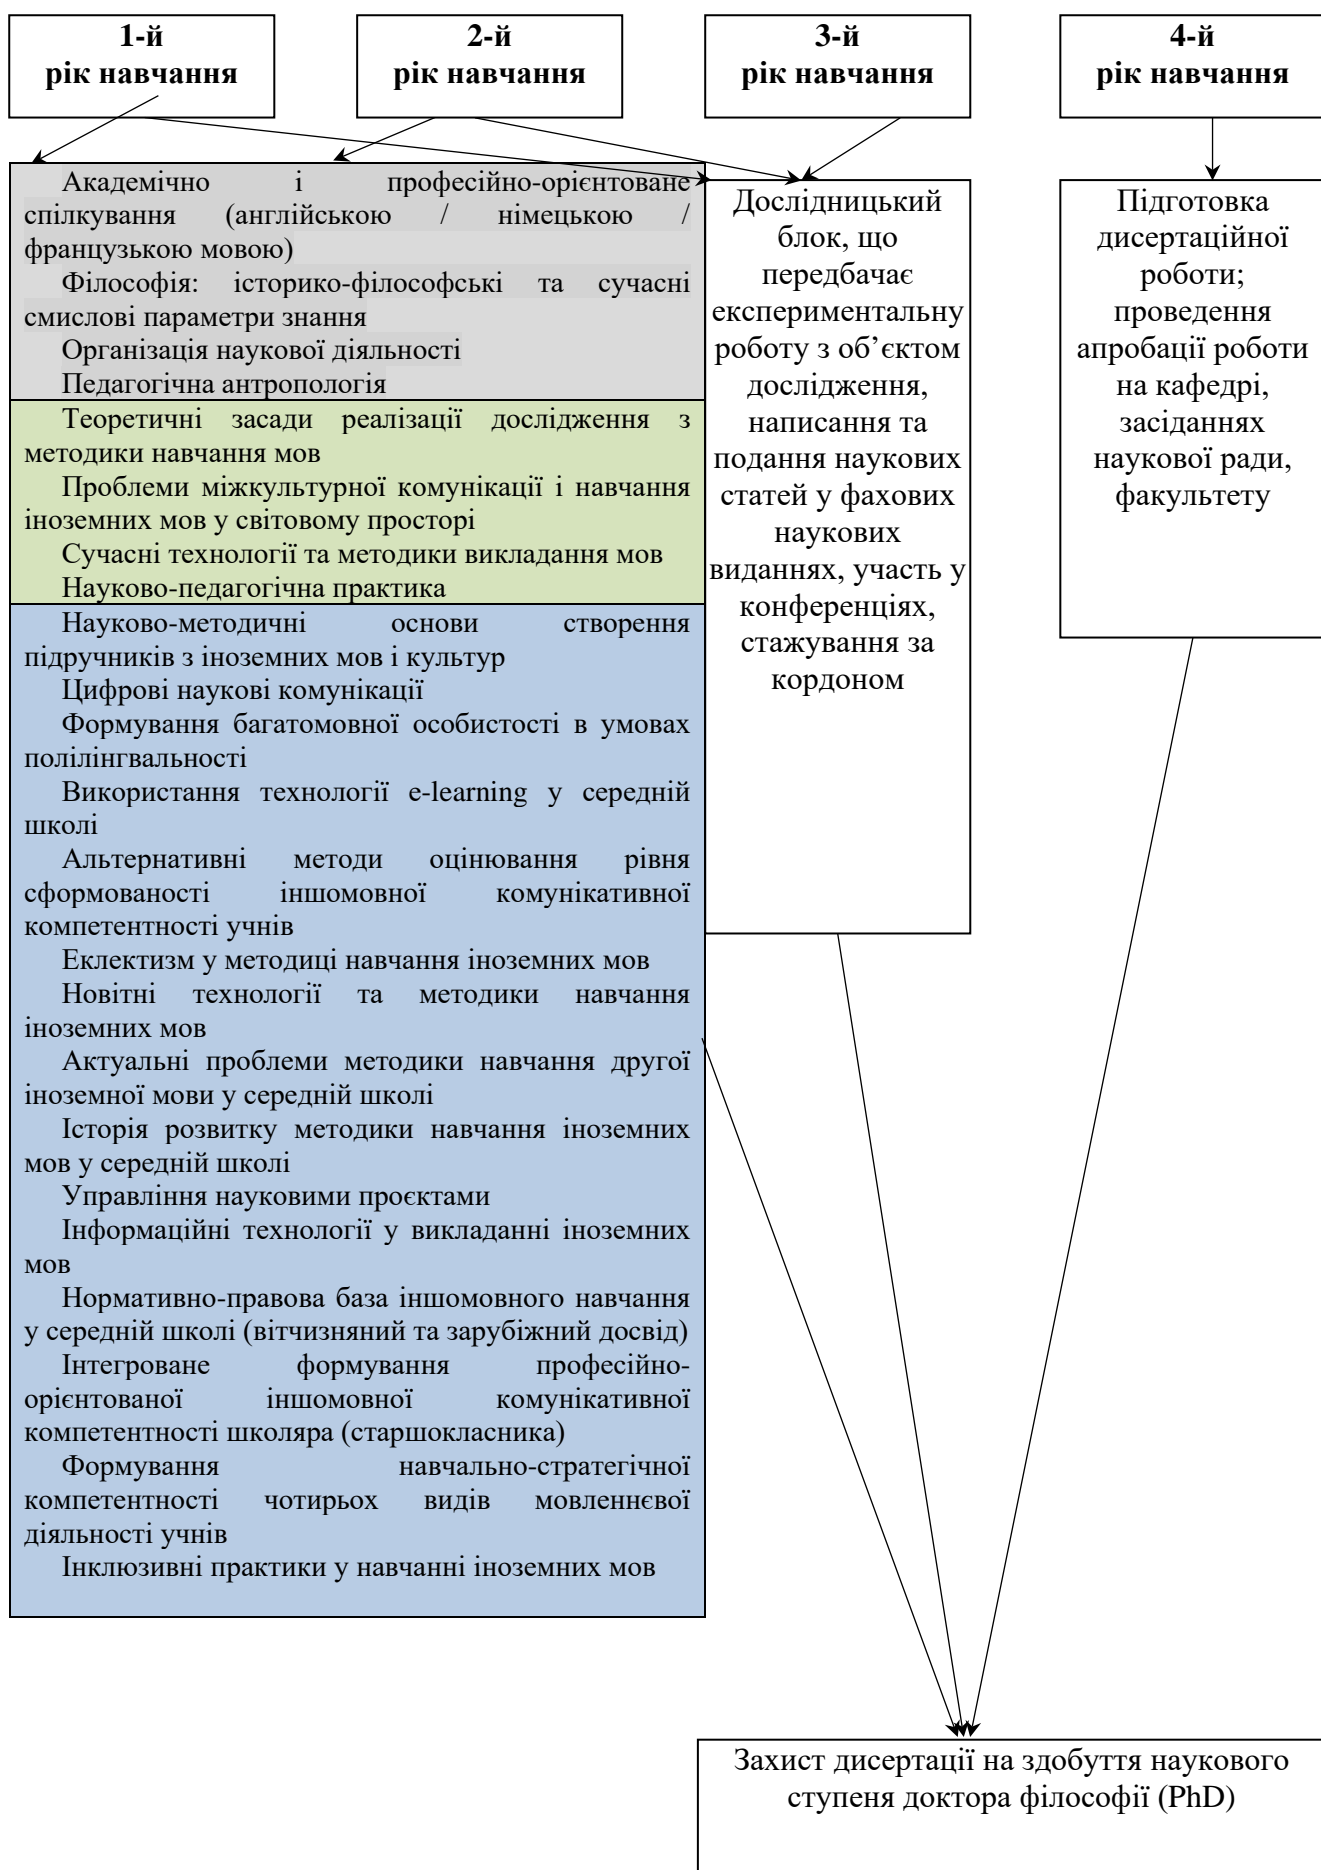 1-й
рік навчання
2-й
рік навчання
3-й
рік навчання
4-й
рік навчання
Академічно і професійно-орієнтоване
спілкування (англійською / німецькою /
французькою мовою)
Філософія: історико-філософські та сучасні
смислові параметри знання
Організація наукової діяльності
Педагогічна антропологія
Теоретичні засади реалізації дослідження з
методики навчання мов
Проблеми міжкультурної комунікації і навчання
іноземних мов у світовому просторі
Сучасні технології та методики викладання мов
Науково-педагогічна практика
Науково-методичні основи створення
підручників з іноземних мов і культур
Цифрові наукові комунікації
Формування багатомовної особистості в умовах
полілінгвальності
Використання технології e-learning у середній
школі
Альтернативні методи оцінювання рівня
сформованості іншомовної комунікативної
компетентності учнів
Еклектизм у методиці навчання іноземних мов
Новітні технології та методики навчання
іноземних мов
Актуальні проблеми методики навчання другої
іноземної мови у середній школі
Історія розвитку методики навчання іноземних
мов у середній школі
Управління науковими проєктами
Інформаційні технології у викладанні іноземних
мов
Нормативно-правова база іншомовного навчання
у середній школі (вітчизняний та зарубіжний досвід)
Інтегроване формування професійно-
орієнтованої іншомовної комунікативної
компетентності школяра (старшокласника)
Формування навчально-стратегічної
компетентності чотирьох видів мовленнєвої
діяльності учнів
Інклюзивні практики у навчанні іноземних мов
Дослідницький
блок, що
передбачає
експериментальну
роботу з об’єктом
дослідження,
написання та
подання наукових
статей у фахових
наукових
виданнях, участь у
конференціях,
стажування за
кордоном
Підготовка
дисертаційної
роботи;
проведення
апробації роботи
на кафедрі,
засіданнях
наукової ради,
факультету
Захист дисертації на здобуття наукового
ступеня доктора філософії (PhD)